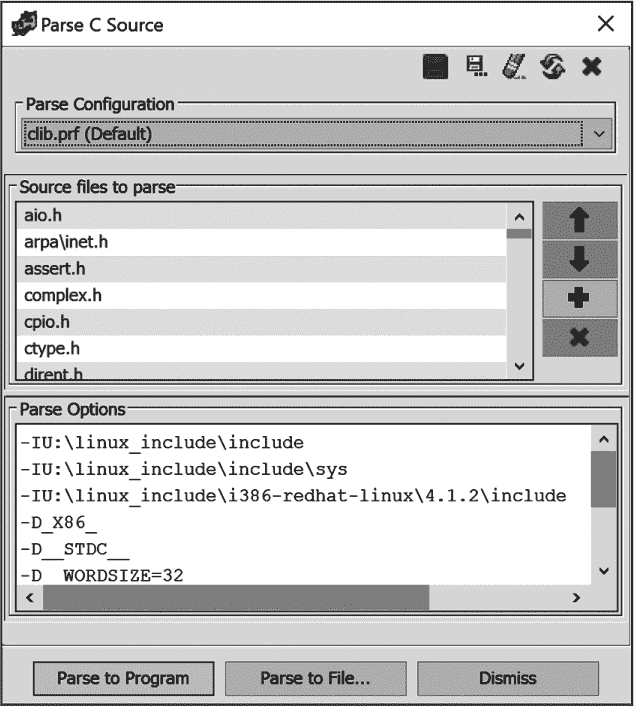 Parse C Source
Parse Configuration
clib.prf (Default)
Source files to parse
aio.h
arpa\inet.h
assert.h
complex.h
cpio.h
ctype.h
dirent.h
Parse Options
-IU:\linux_include\include
-IU:\linux_include\include\sys
-IU:\linux_include\i386-redhat-linux\4.1.2\include
-D_X86_
-D__STDC__
-D__WORDSIZE=32
Parse to Program
Parse to File...
Dismiss